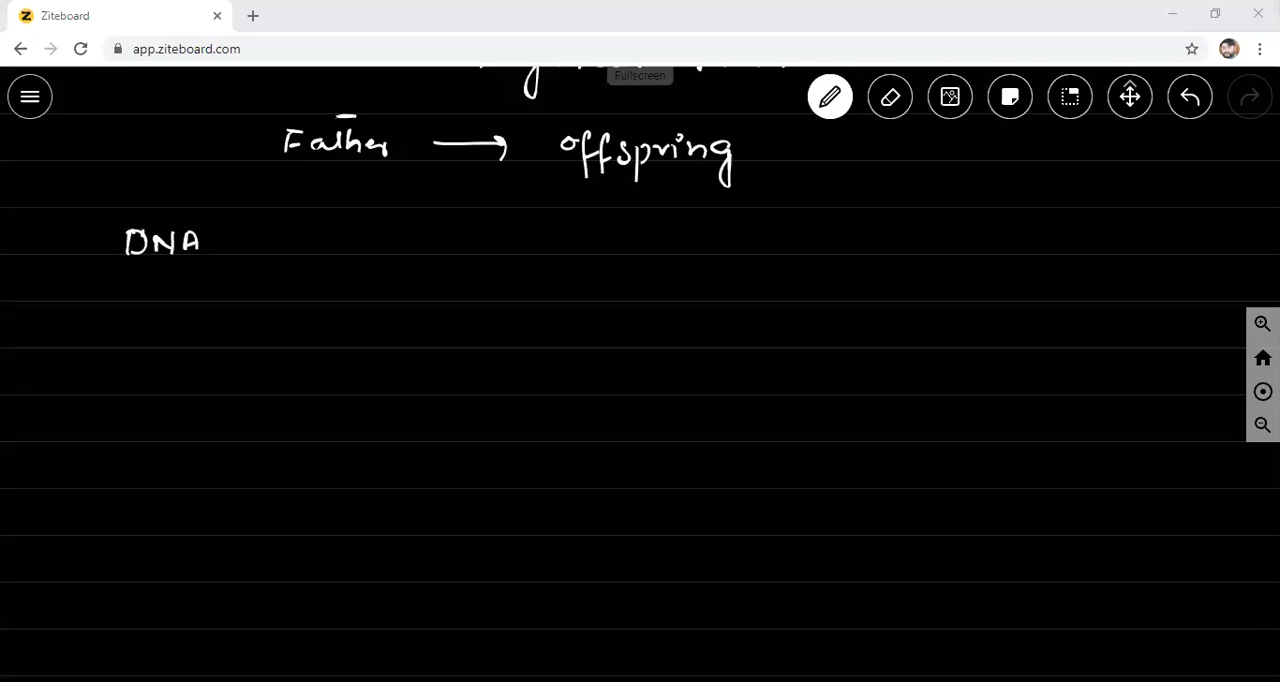 Ziteboard
app.ziteboard.com
Fullscreen
Father → offspring
DNA